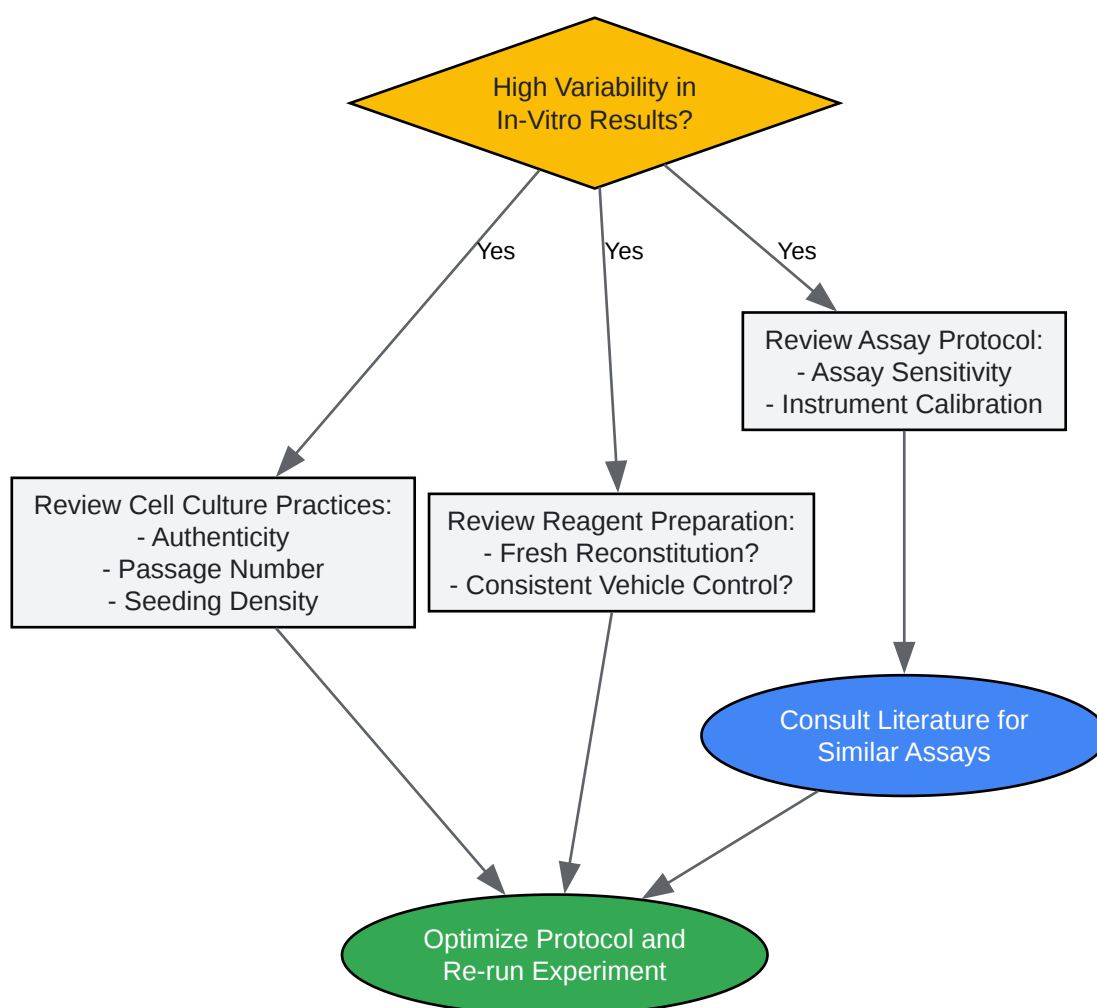 High Variability in
In-Vitro Results?
Yes
Yes
Yes
Review Assay Protocol:
- Assay Sensitivity
- Instrument Calibration
Review Cell Culture Practices:
- Authenticity
- Passage Number
- Seeding Density
Review Reagent Preparation:
- Fresh Reconstitution?
- Consistent Vehicle Control?
Consult Literature for
Similar Assays
Optimize Protocol and
Re-run Experiment